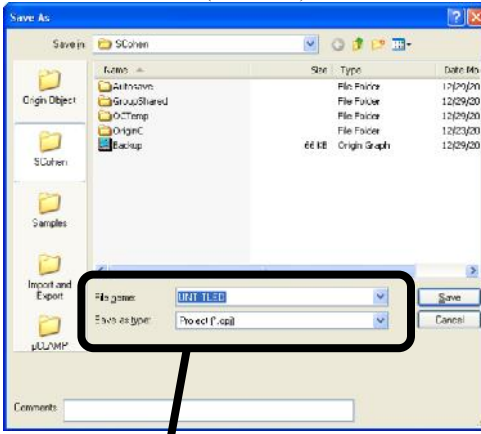 Save As
Save in: SCohen
Name Size Type Date Mo
Autosave File Folder 12/29/20
GroupShared File Folder 12/29/20
OCTemp File Folder 12/29/20
OriginC File Folder 12/23/20
Backup 66 KB Origin Graph 12/29/20
Origin Object
SCohen
Samples
Import and
Export
pCLAMP
File name: UNTITLED Save
Save as type: Project (*.opj) Cancel
Comments